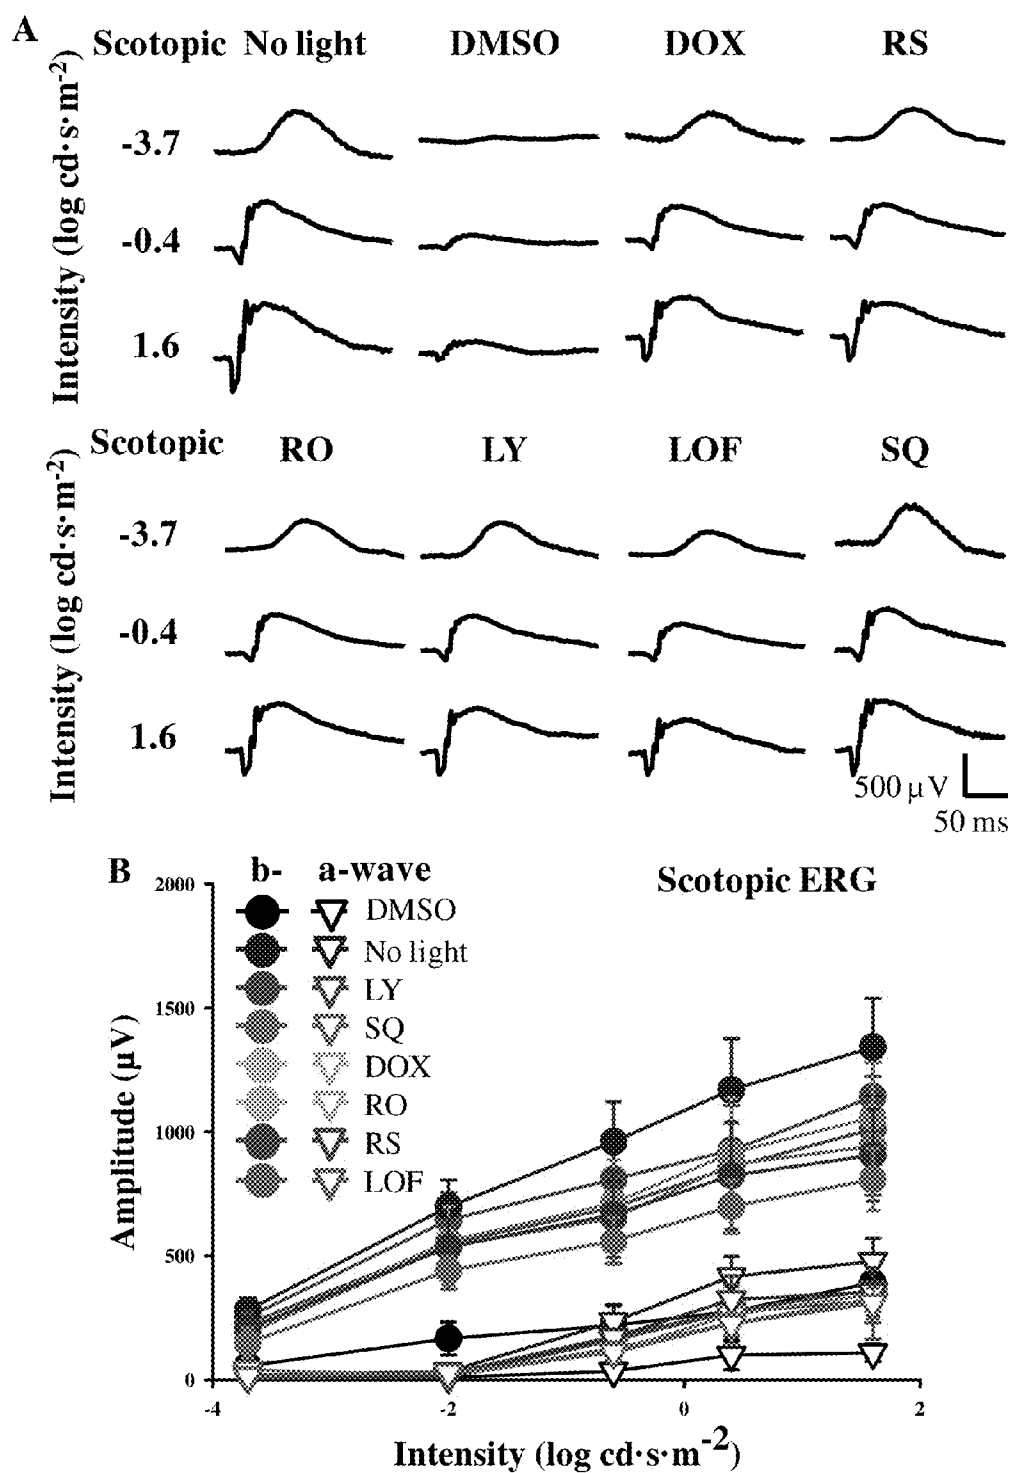 A
Scotopic No light DMSO DOX RS
Intensity (log cd·s·m-2)
-3.7
-0.4
1.6
Scotopic RO LY LOF SQ
Intensity (log cd·s·m-2)
-3.7
-0.4
1.6
500 µV
50 ms
B b- a-wave Scotopic ERG
DMSO
No light
LY
SQ
DOX
RO
RS
LOF
Amplitude (µV)
2000
1500
1000
500
0
-4 -2 0 2
Intensity (log cd·s·m-2)